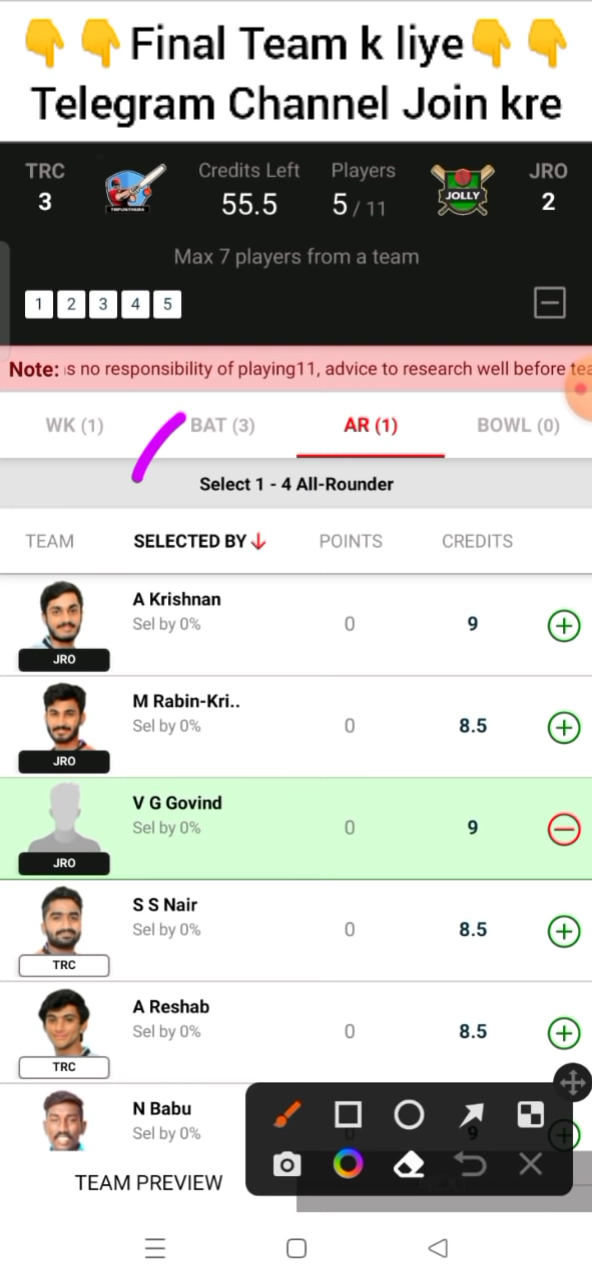 👇👇Final Team k liye👇👇
Telegram Channel Join kre
TRC Credits Left Players JRO
3 55.5 5 / 11 JOLLY 2
Max 7 players from a team
1 2 3 4 5
Note: is no responsibility of playing11, advice to research well before tea
WK (1) BAT (3) AR (1) BOWL (0)
Select 1 - 4 All-Rounder
TEAM SELECTED BY POINTS CREDITS
A Krishnan
Sel by 0% 0 9
JRO
M Rabin-Kri..
Sel by 0% 0 8.5
JRO
V G Govind
Sel by 0% 0 9
JRO
S S Nair
Sel by 0% 0 8.5
TRC
A Reshab
Sel by 0% 0 8.5
TRC
N Babu
Sel by 0% 0 9
TEAM PREVIEW